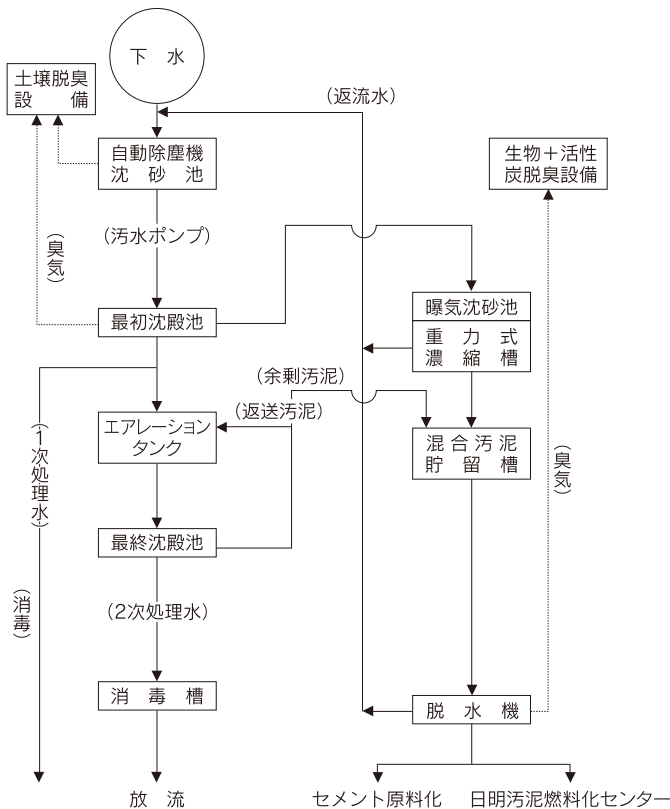 下 水
土壌脱臭
設 備
(返流水)
自動除塵機
沈 砂 池
生物+活性
炭脱臭設備
(汚水ポンプ)
(臭気)
最初沈殿池
曝気沈砂池
重 力 式
濃 縮 槽
(余剰汚泥)
(返送汚泥)
エアレーション
タンク
混合汚泥
貯 留 槽
(1次処理水)
(臭気)
最終沈殿池
(2次処理水)
(消毒)
消 毒 槽
脱 水 機
放 流
セメント原料化
日明汚泥燃料化センター